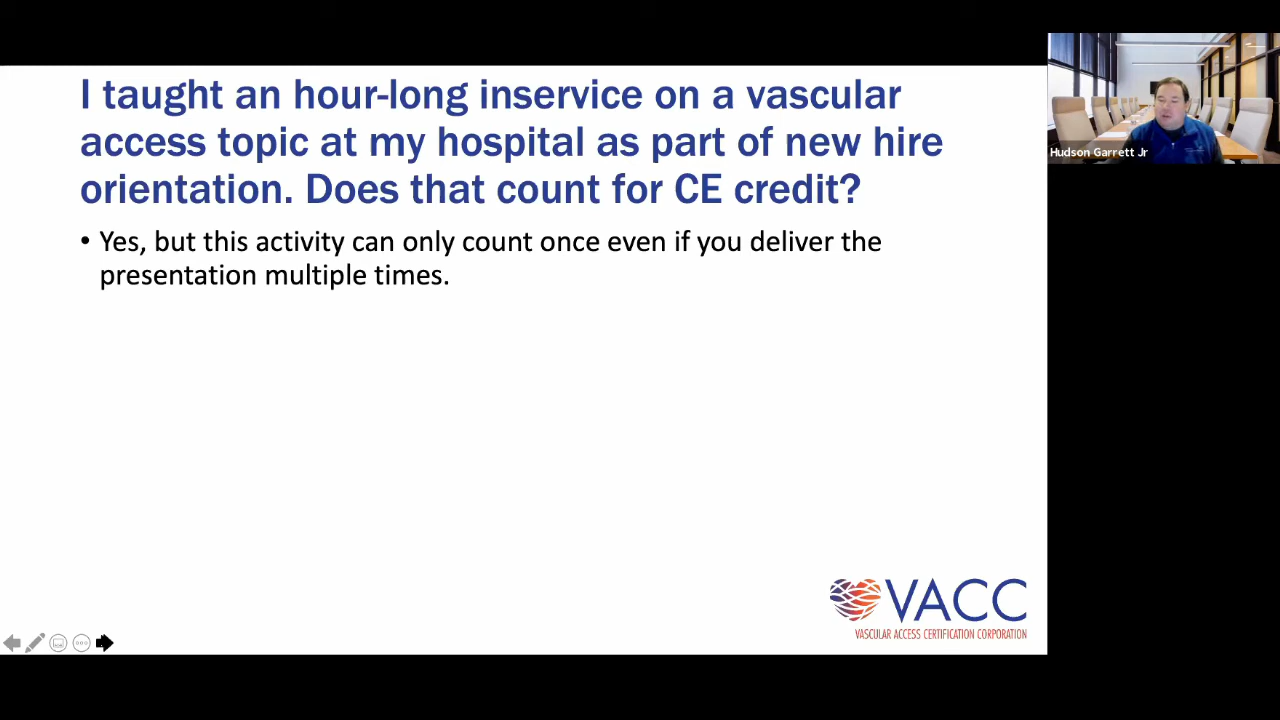 I taught an hour-long inservice on a vascular
access topic at my hospital as part of new hire
orientation. Does that count for CE credit?
• Yes, but this activity can only count once even if you deliver the
presentation multiple times.
Hudson Garrett Jr
VACC
VASCULAR ACCESS CERTIFICATION CORPORATION